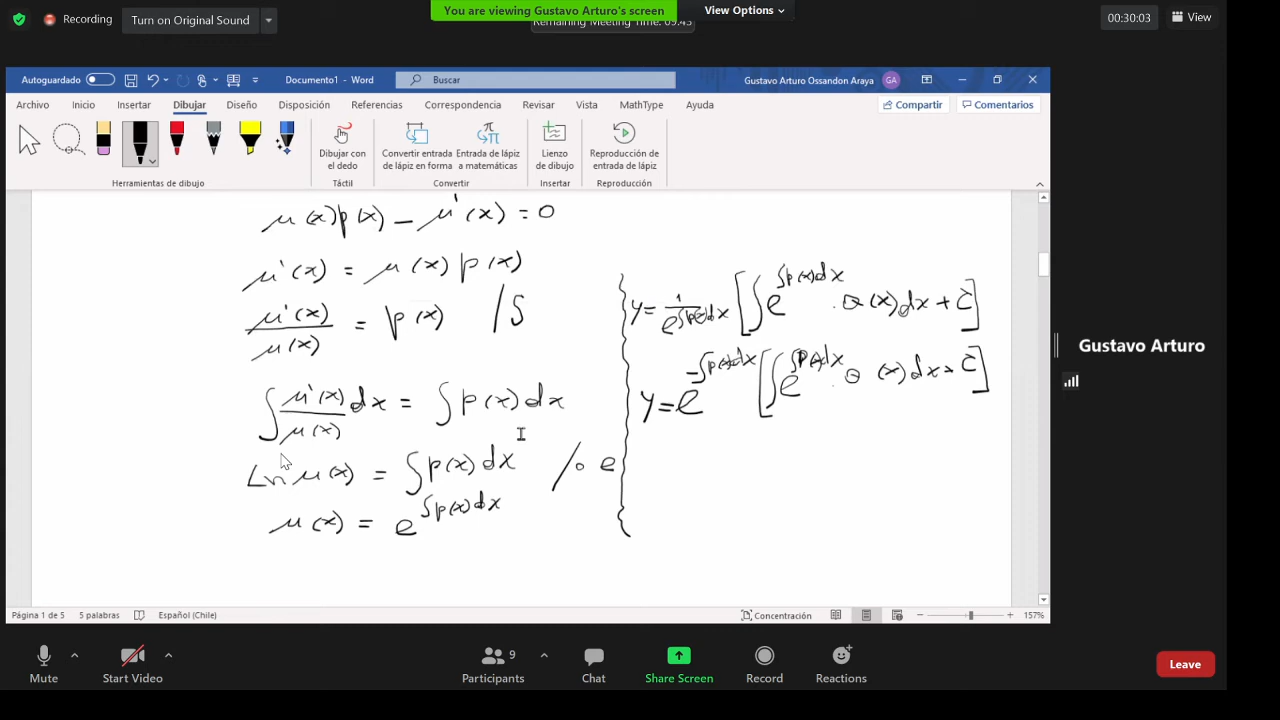 You are viewing Gustavo Arturo's screen
View Options
Recording
Turn on Original Sound
Remaining Meeting Time: 09:45
00:30:03
View
Autoguardado
Documento1 - Word
Buscar
Gustavo Arturo Ossandon Araya
GA
Archivo
Inicio
Insertar
Dibujar
Diseño
Disposición
Referencias
Correspondencia
Revisar
Vista
MathType
Ayuda
Compartir
Comentarios
Dibujar con
el dedo
Convertir entrada
de lápiz en forma
Entrada de lápiz
a matemáticas
Lienzo
de dibujo
Reproducción de
entrada de lápiz
Herramientas de dibujo
Táctil
Convertir
Insertar
Reproducción
μ(x)p(x) – μ'(x) = 0
μ'(x) = μ(x) p(x)
μ'(x)/μ(x) = p(x) /∫
∫ μ'(x)/μ(x) dx = ∫ p(x) dx
Ln μ(x) = ∫ p(x) dx /∘ e
μ(x) = e^∫p(x)dx
y = 1/e^∫p(x)dx [∫ e^∫p(x)dx · Q(x)dx + C]
y = e^-∫p(x)dx [∫ e^∫p(x)dx · Q(x)dx + C]
Gustavo Arturo
Página 1 de 5
5 palabras
Español (Chile)
Concentración
157%
Mute
Start Video
9
Participants
Chat
Share Screen
Record
Reactions
Leave